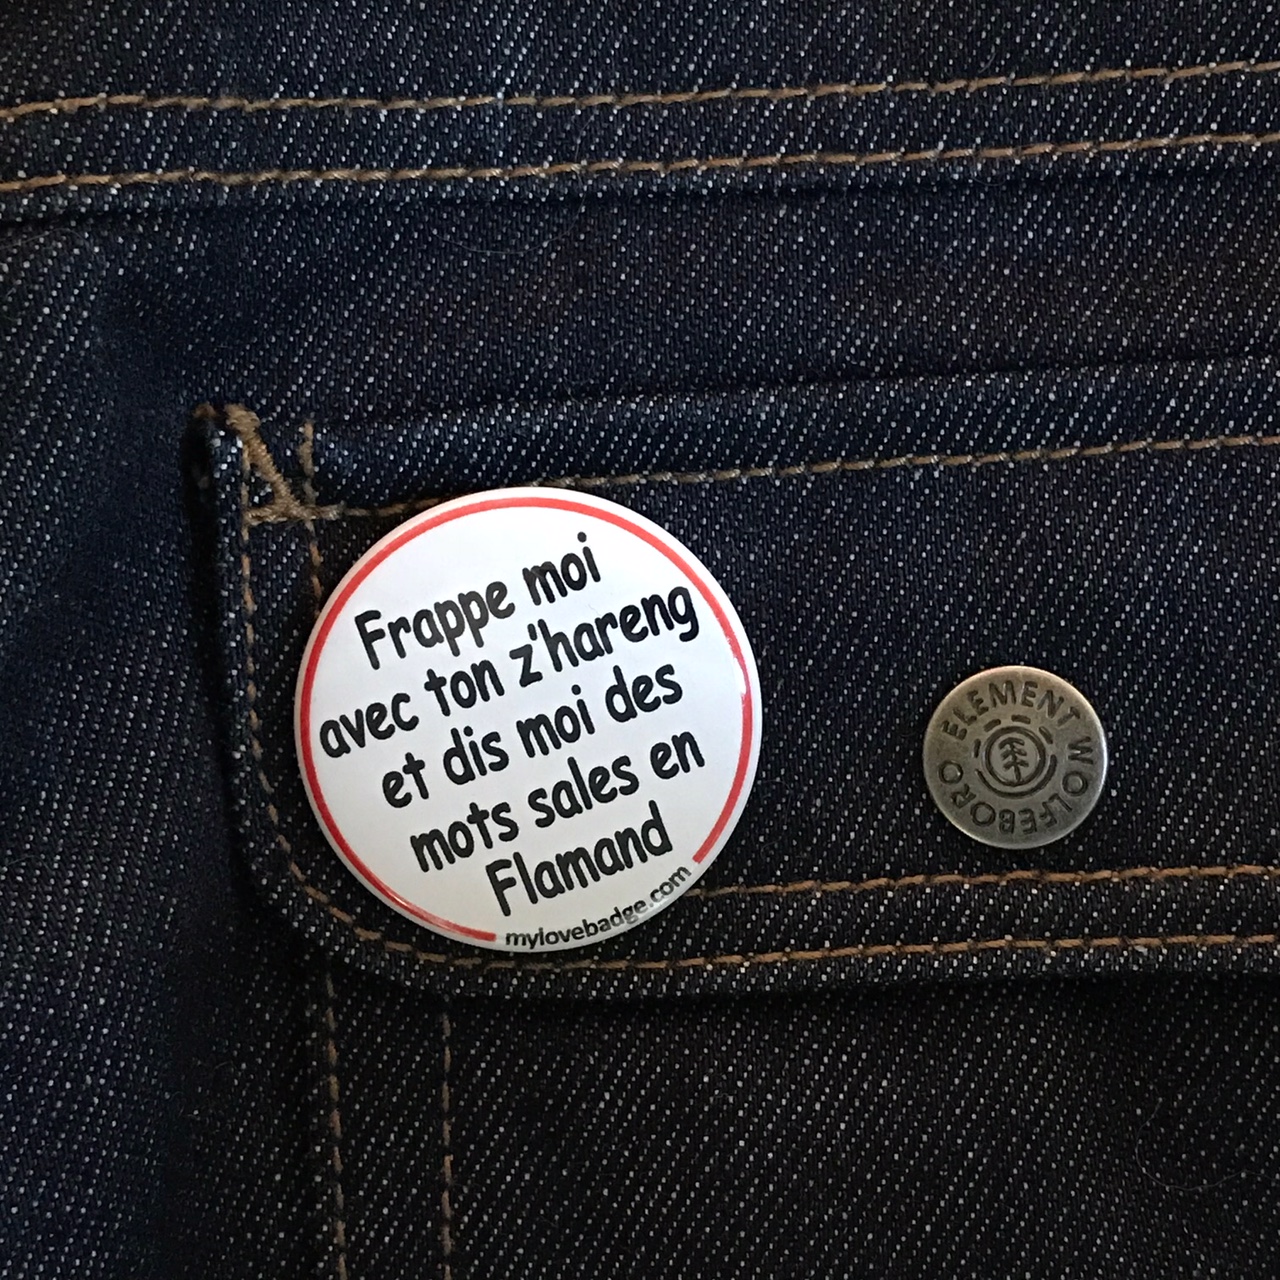 Frappe moi
avec ton z'hareng
et dis moi des
mots sales en
Flamand
mylovebadge.com
ELEMENT WOLFEBORO